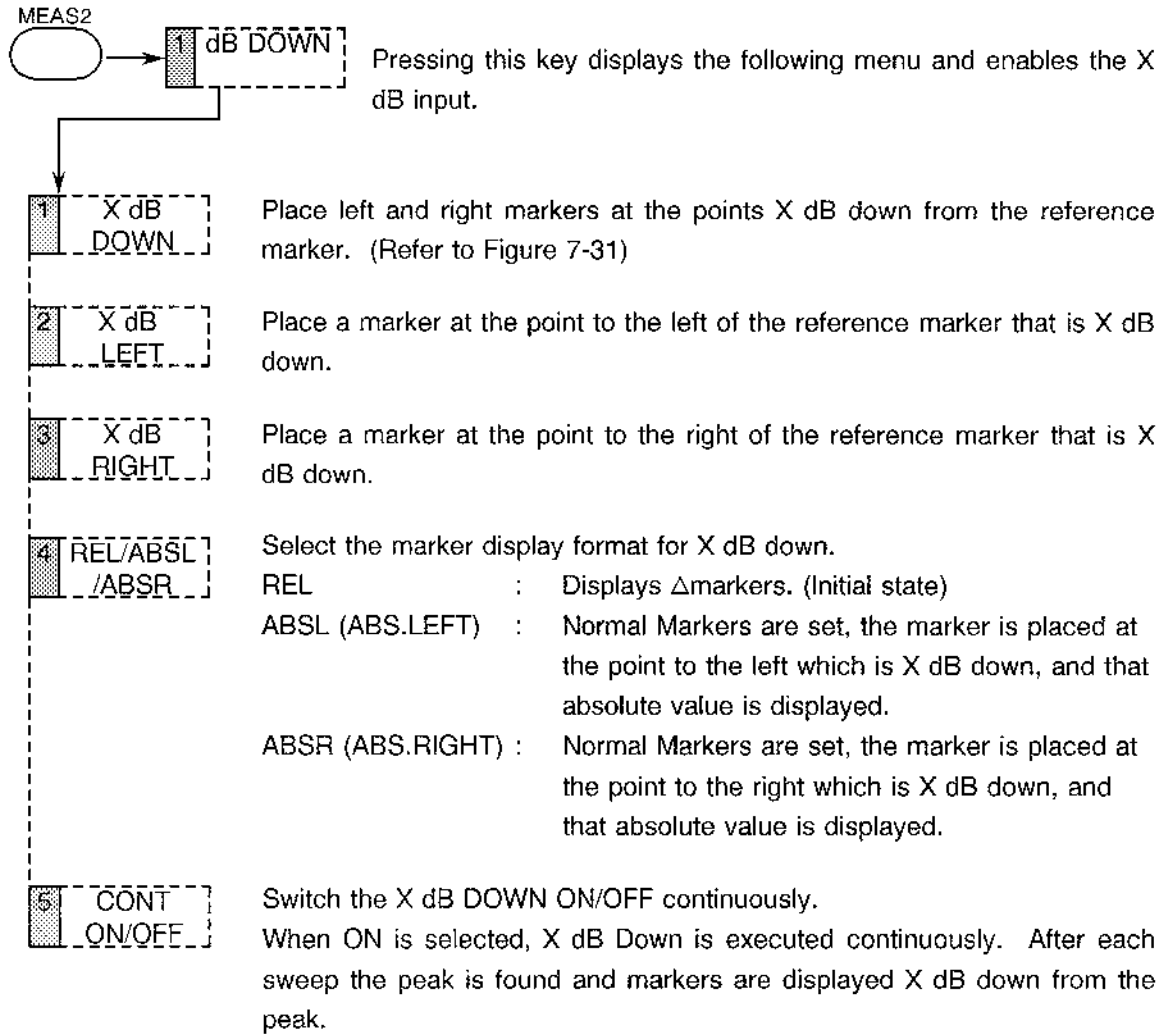 MEAS2
1 dB DOWN
Pressing this key displays the following menu and enables the X
dB input.
1 X dB
DOWN
Place left and right markers at the points X dB down from the reference
marker. (Refer to Figure 7-31)
2 X dB
LEFT
Place a marker at the point to the left of the reference marker that is X dB
down.
3 X dB
RIGHT
Place a marker at the point to the right of the reference marker that is X
dB down.
4 REL/ABSL
/ABSR
Select the marker display format for X dB down.
REL : Displays △markers. (Initial state)
ABSL (ABS.LEFT) : Normal Markers are set, the marker is placed at
the point to the left which is X dB down, and that
absolute value is displayed.
ABSR (ABS.RIGHT) : Normal Markers are set, the marker is placed at
the point to the right which is X dB down, and
that absolute value is displayed.
5 CONT
ON/OFF
Switch the X dB DOWN ON/OFF continuously.
When ON is selected, X dB Down is executed continuously. After each
sweep the peak is found and markers are displayed X dB down from the
peak.